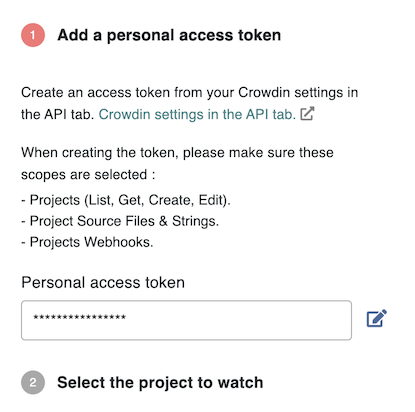 1 Add a personal access token
Create an access token from your Crowdin settings in
the API tab. Crowdin settings in the API tab.
When creating the token, please make sure these
scopes are selected :
- Projects (List, Get, Create, Edit).
- Project Source Files & Strings.
- Projects Webhooks.
Personal access token
****************
2 Select the project to watch